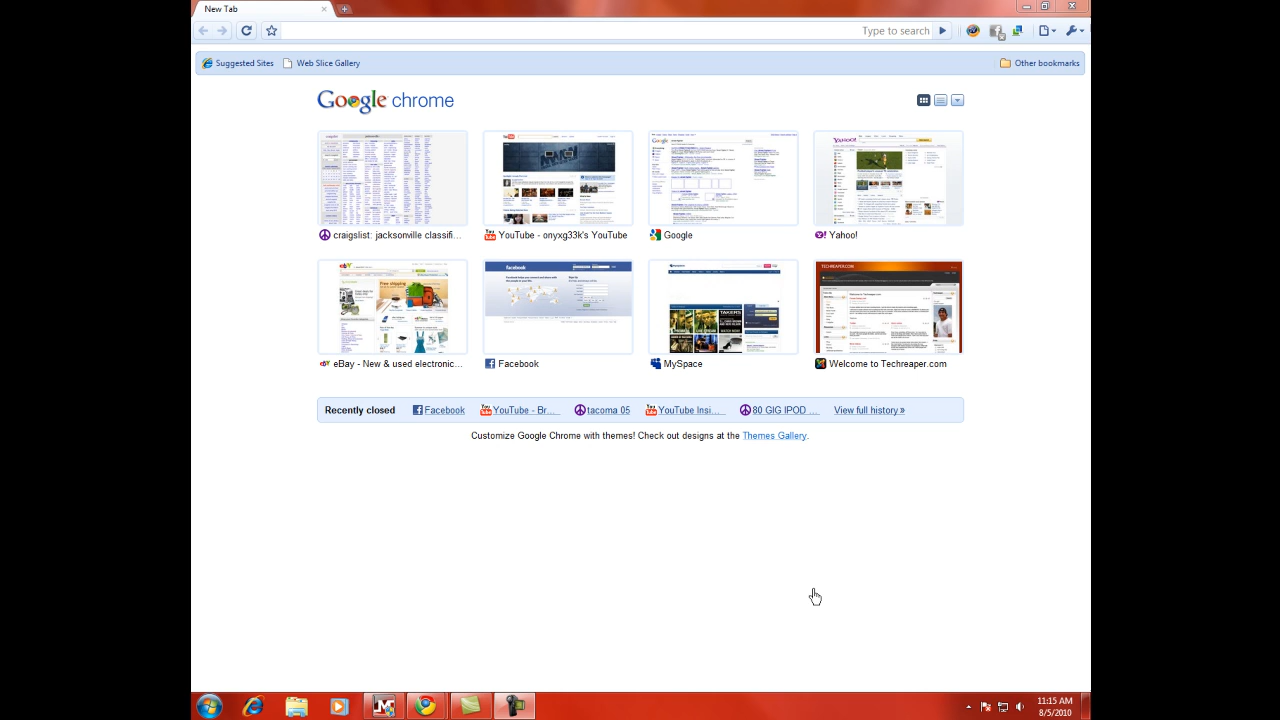 New Tab
Type to search
Suggested Sites Web Slice Gallery Other bookmarks
Google chrome
craigslist: jacksonville classifi... YouTube - onyxg33k's YouTube Google Yahoo!
eBay - New & used electronic... Facebook MySpace Welcome to Techreaper.com
Recently closed Facebook YouTube - Br... tacoma 05 YouTube Insi... 80 GIG IPOD ... View full history »
Customize Google Chrome with themes! Check out designs at the Themes Gallery.
11:15 AM
8/5/2010